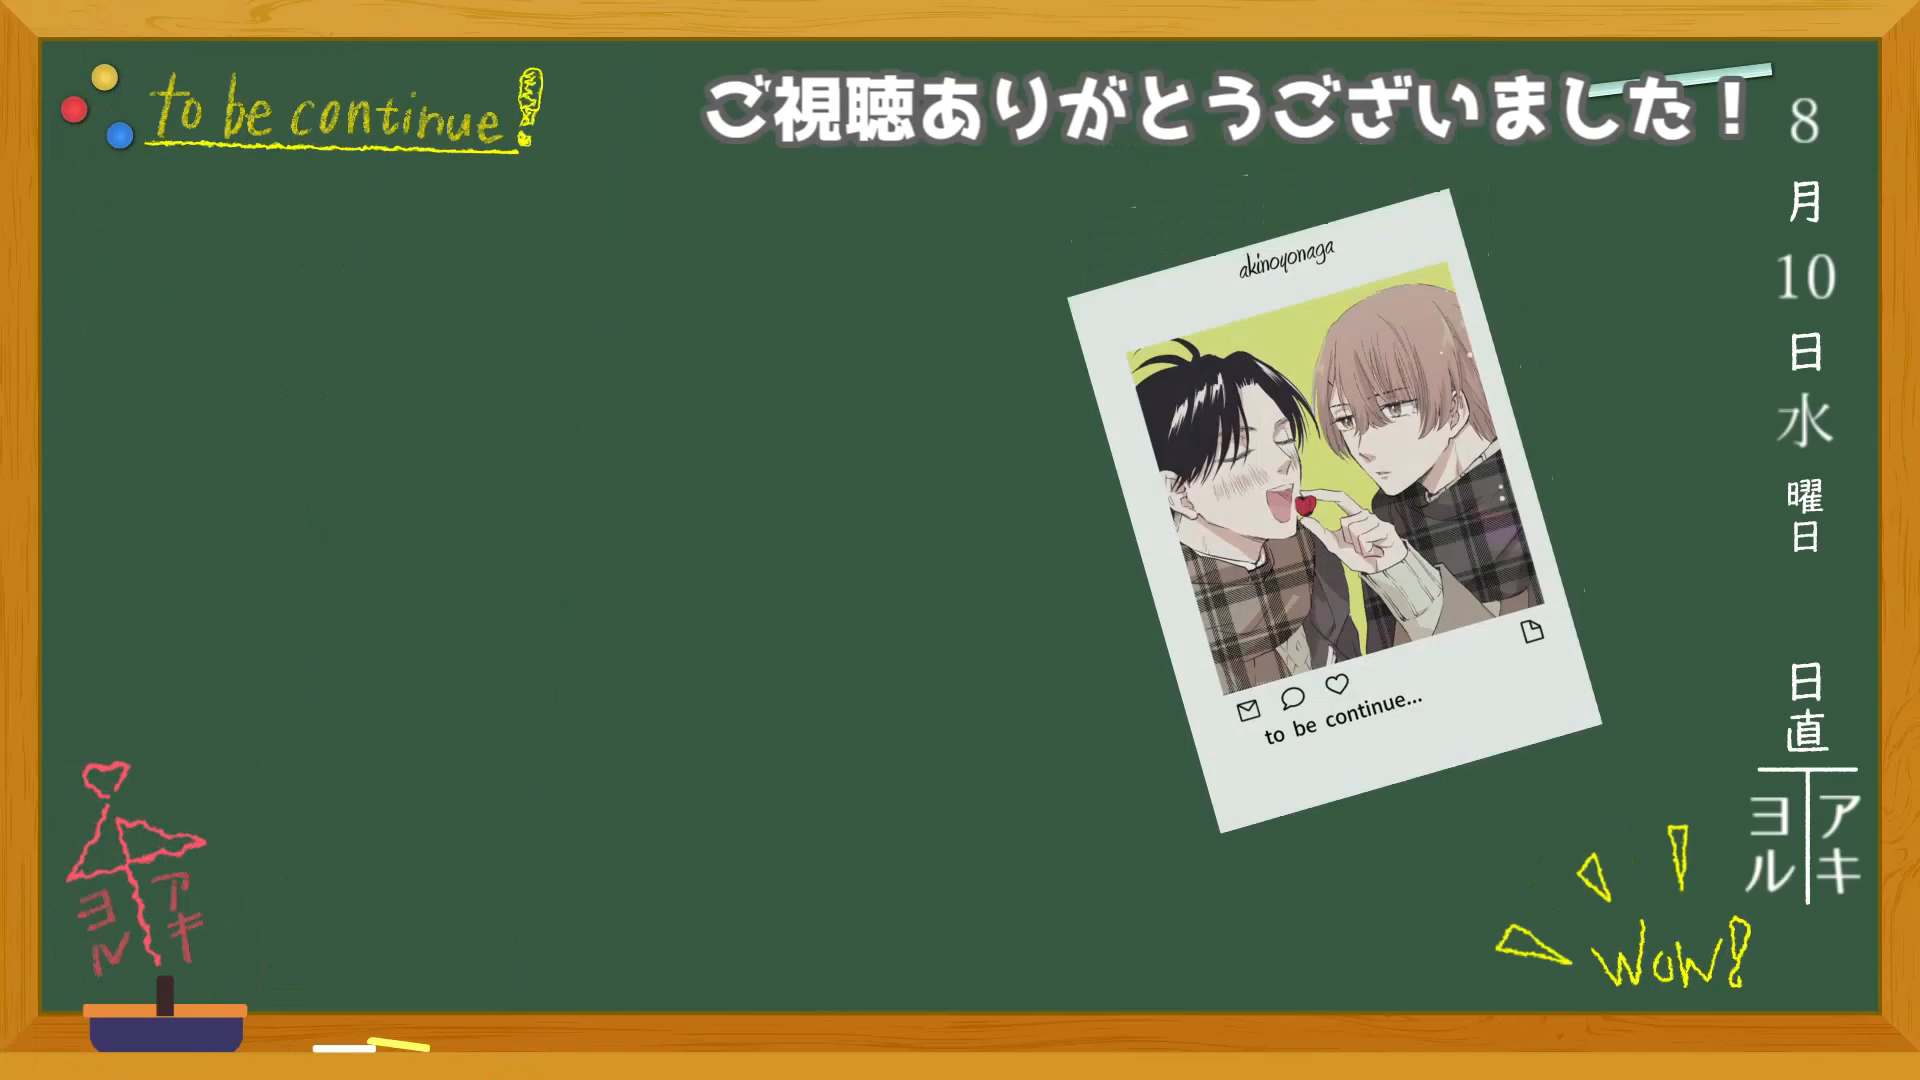 to be continue!
ご視聴ありがとうございました！
akinoyonaga
to be continue...
8月10日水曜日
日直
アキ
ヨル
アキ
ヨル
WOW!